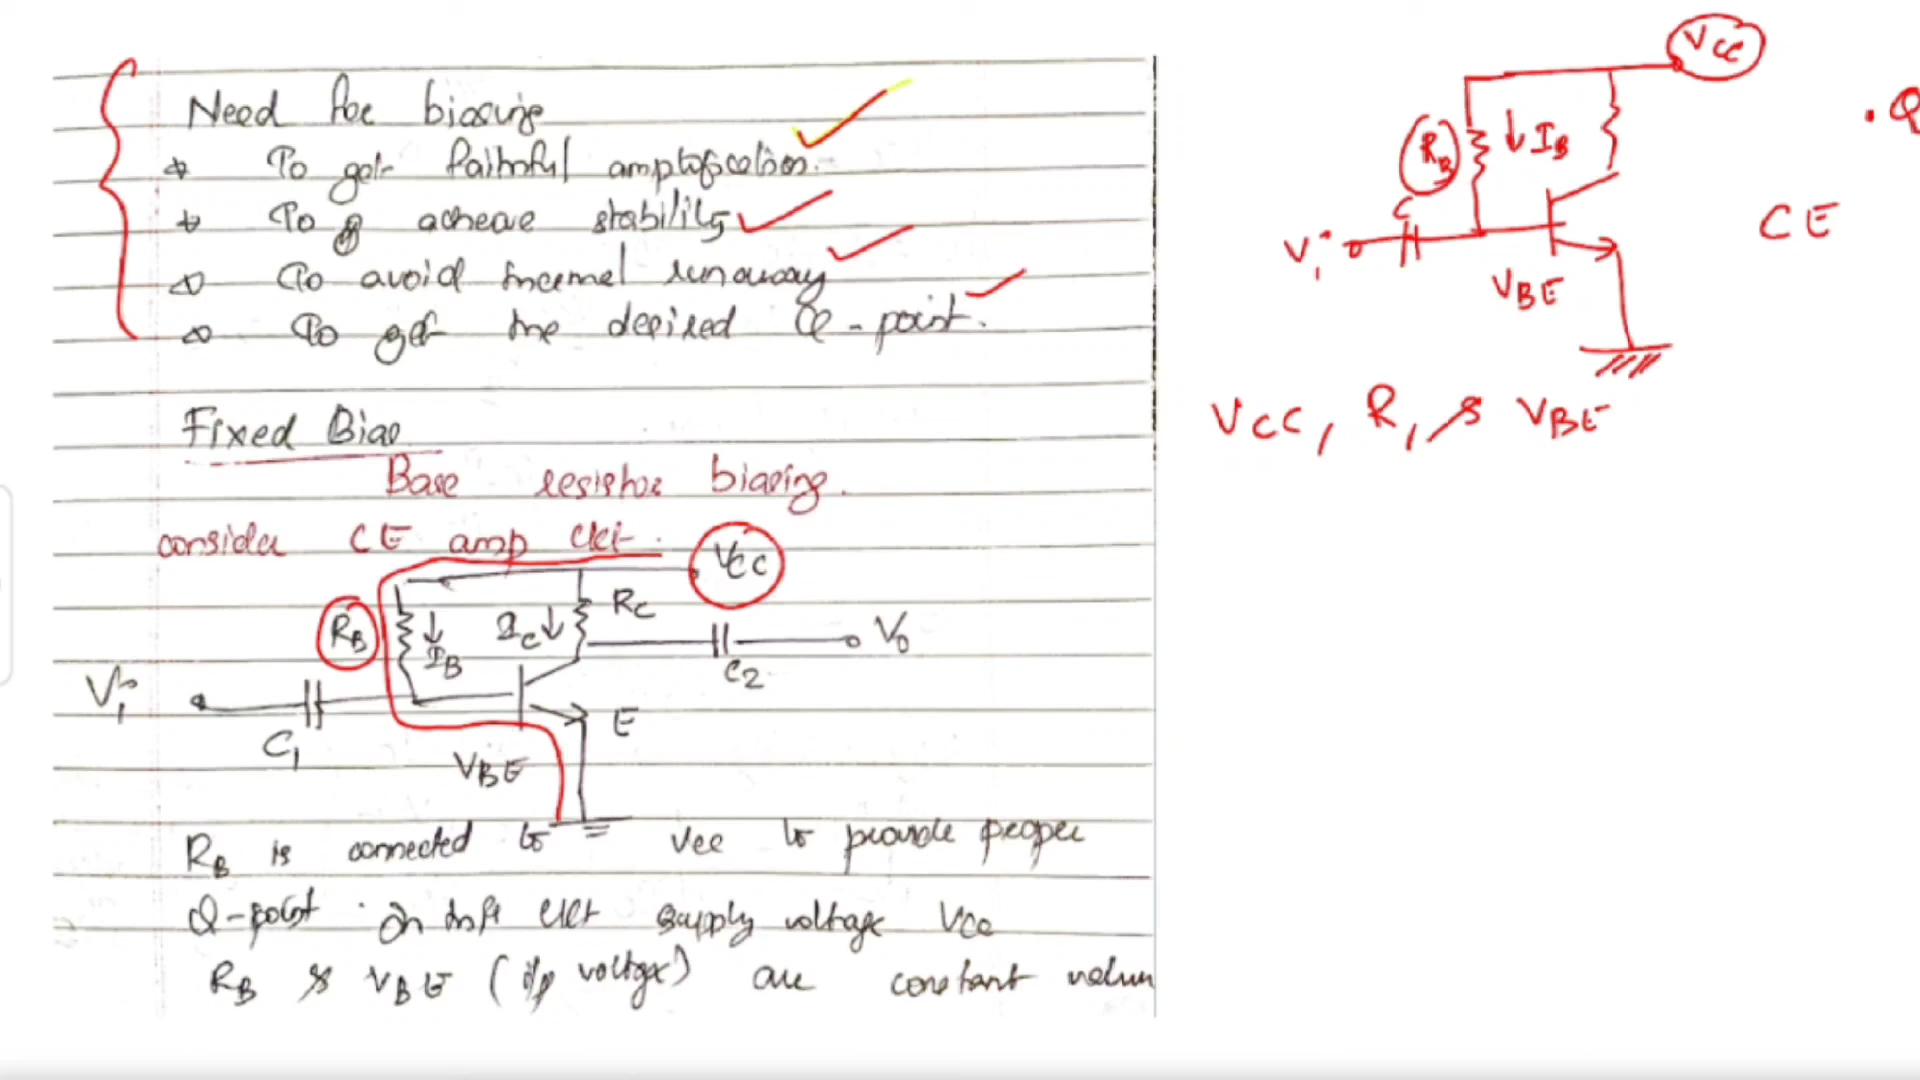 Need for biasing
To get faithful amplification.
To acheave stability
To avoid thermal runaway
To get the desired Q-point.
Fixed Bias
Base resistor biasing.
consider CE amp ckt.
VCC
RB
IB
IC
RC
C2
Vo
Vi
C1
VBE
E
RB is connected to Vcc to provide proper
Q-point. In this ckt supply voltage Vcc
RB & VBE (i/p voltage) are constant values
VCC
RB
IB
C
Vi
VBE
. Q
CE
VCC, R, & VBE